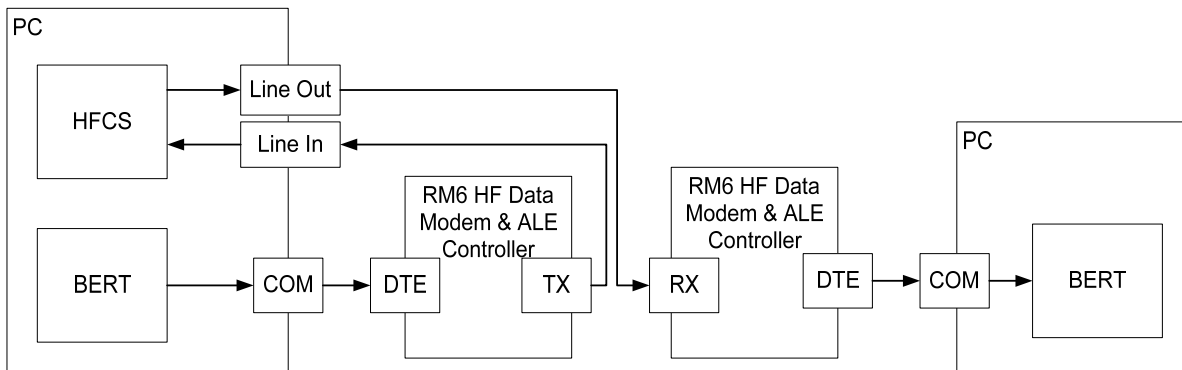 PC
HFCS
Line Out
Line In
BERT
COM
RM6 HF Data
Modem & ALE
Controller
DTE
TX
RM6 HF Data
Modem & ALE
Controller
RX
DTE
PC
COM
BERT